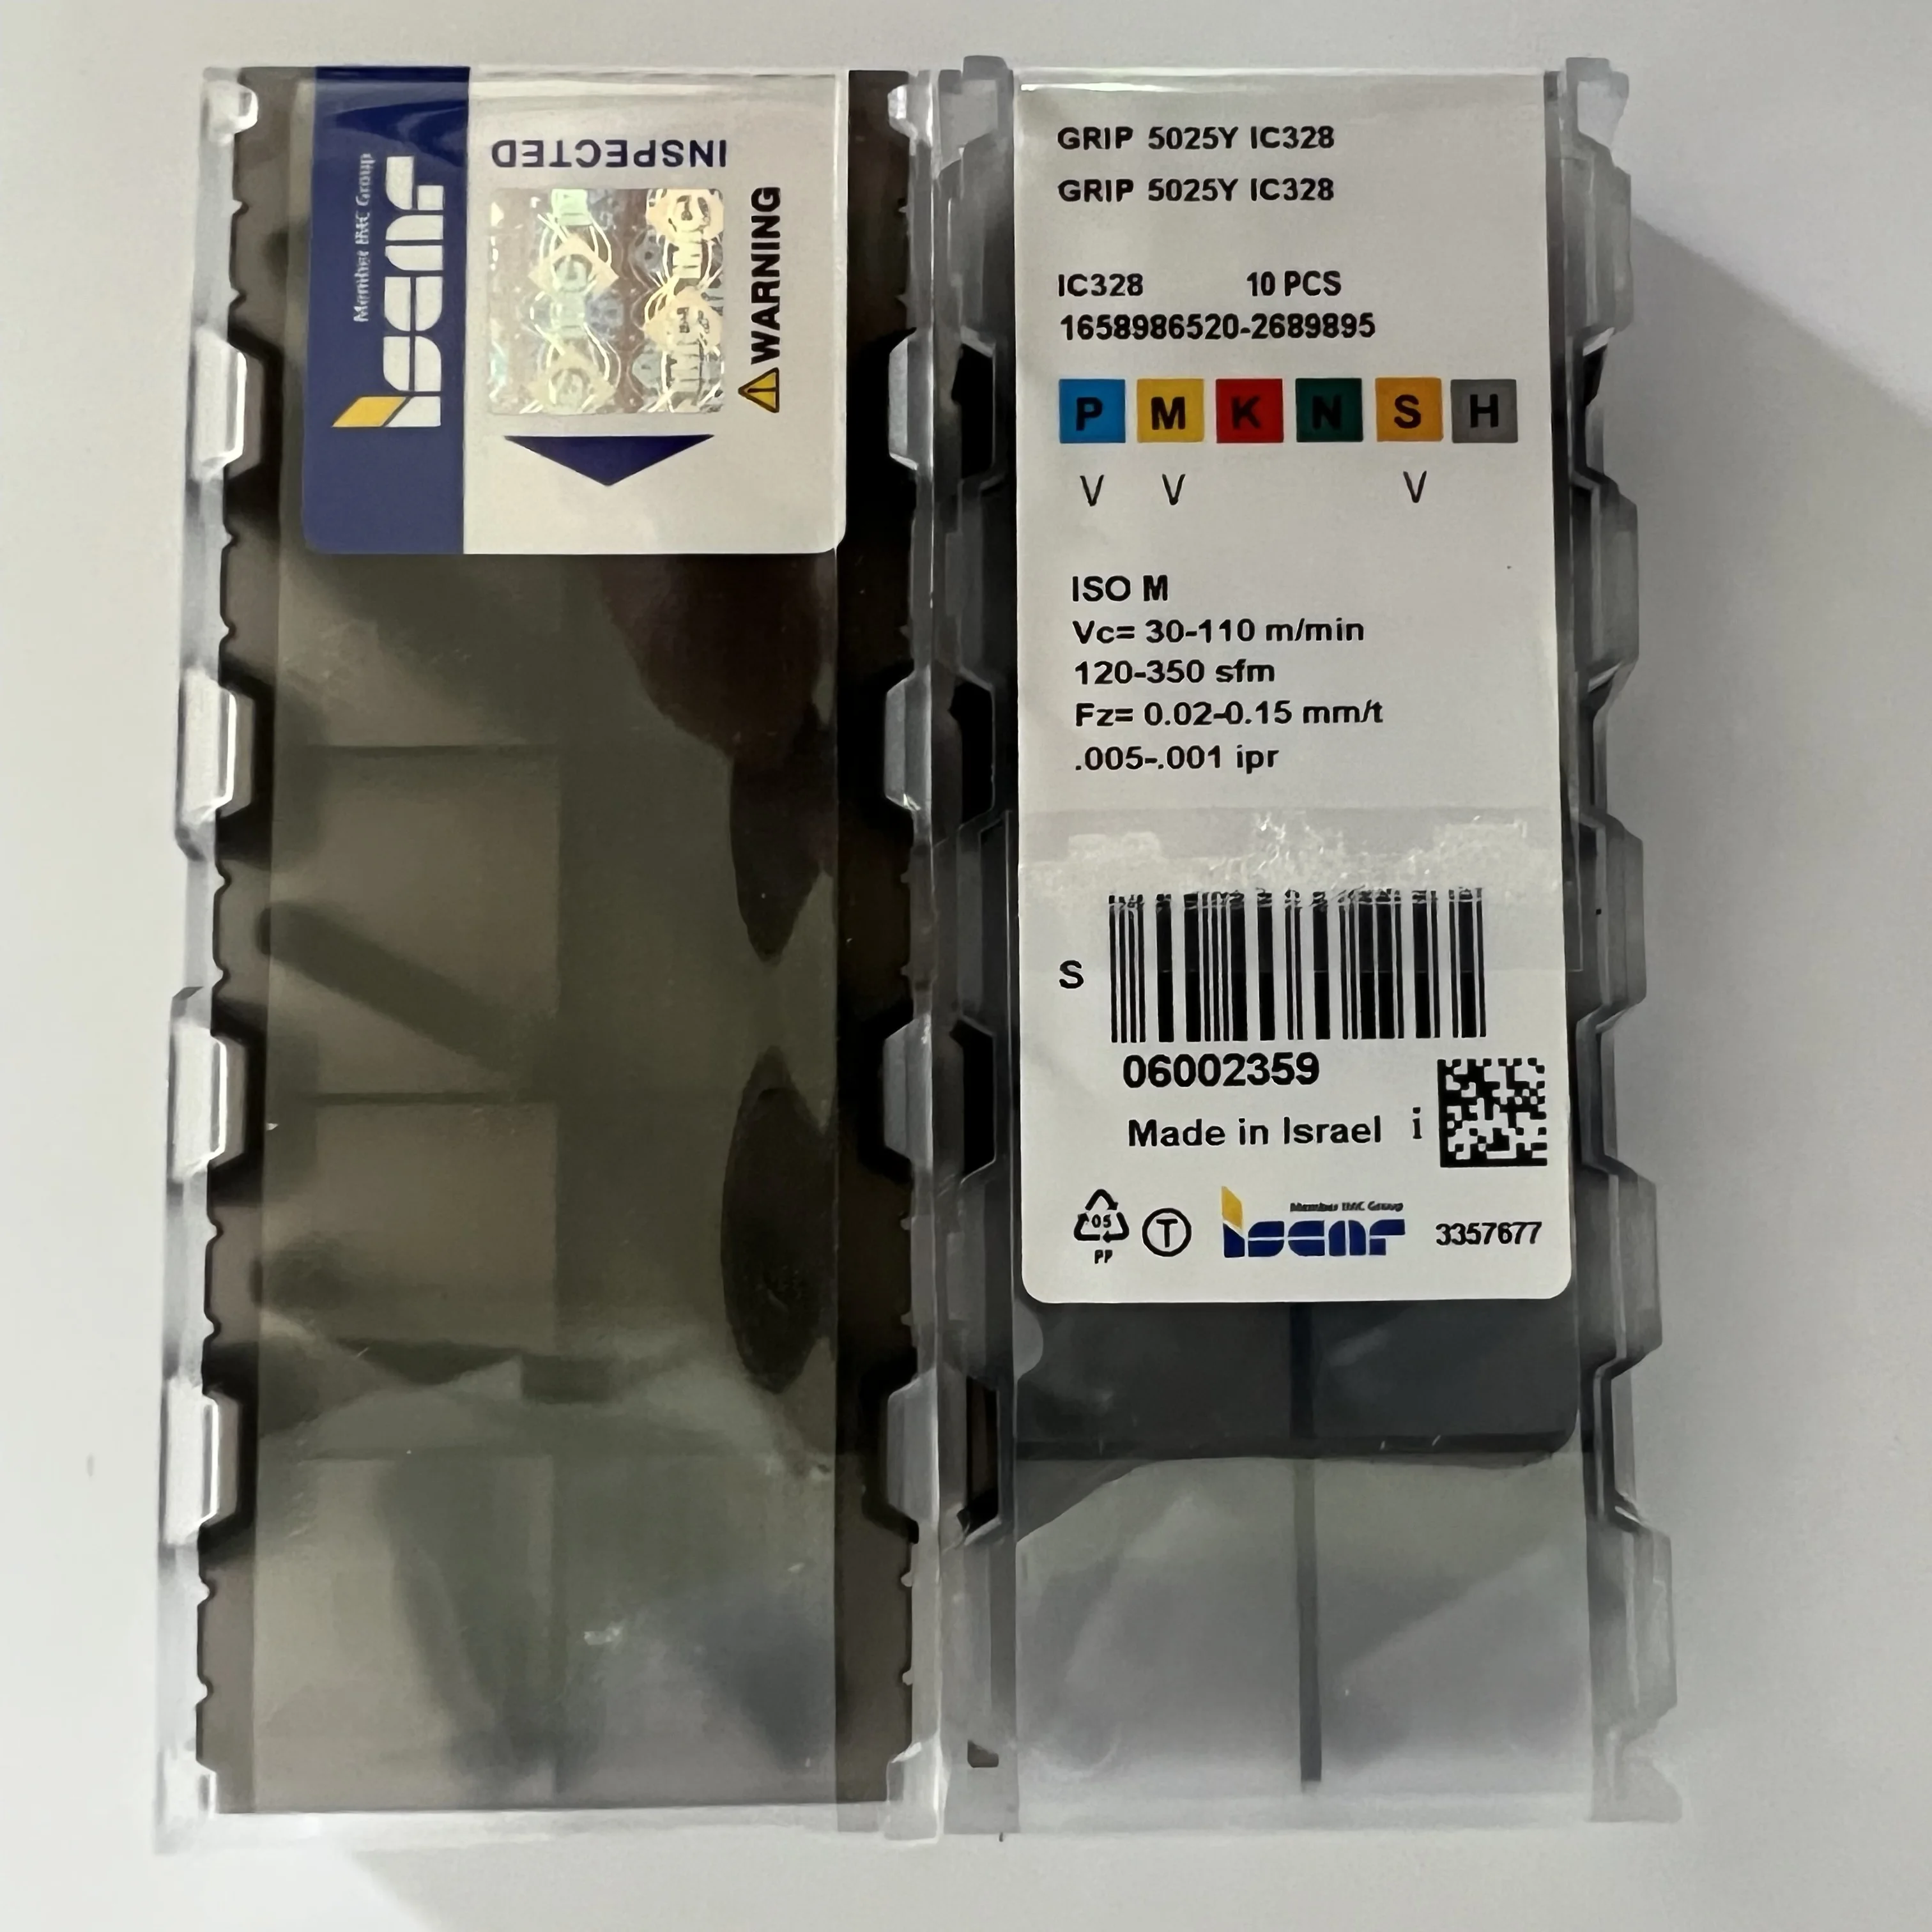 Member IMC Group
iscar
INSPECTED
WARNING
GRIP 5025Y IC328
GRIP 5025Y IC328
IC328 10 PCS
1658986520-2689895
P M K N S H
V V V
ISO M
Vc= 30-110 m/min
120-350 sfm
Fz= 0.02-0.15 mm/t
.005-.001 ipr
S
06002359
Made in Israel i
05
PP
T
Member IMC Group
iscar
3357677